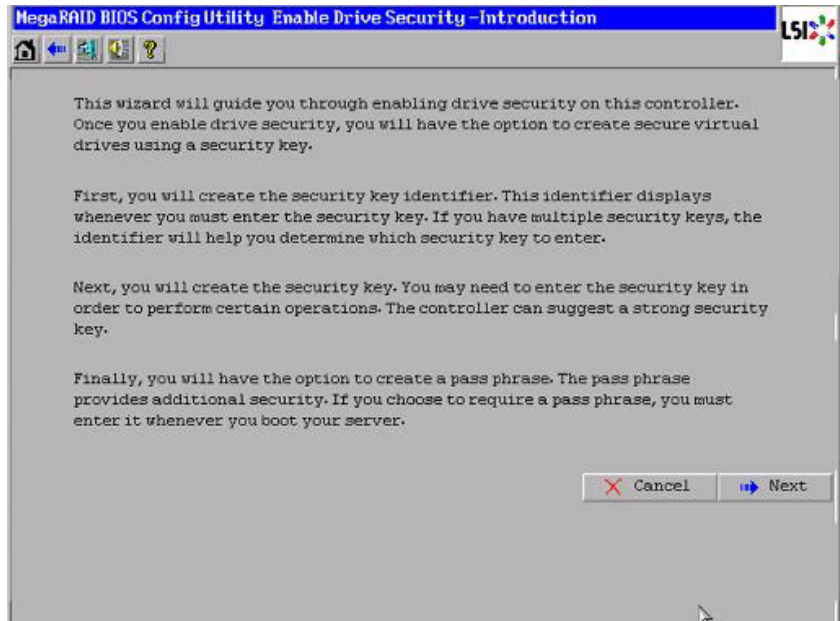 MegaRAID BIOS Config Utility Enable Drive Security -Introduction
LSI
This wizard will guide you through enabling drive security on this controller.
Once you enable drive security, you will have the option to create secure virtual
drives using a security key.
First, you will create the security key identifier. This identifier displays
whenever you must enter the security key. If you have multiple security keys, the
identifier will help you determine which security key to enter.
Next, you will create the security key. You may need to enter the security key in
order to perform certain operations. The controller can suggest a strong security
key.
Finally, you will have the option to create a pass phrase. The pass phrase
provides additional security. If you choose to require a pass phrase, you must
enter it whenever you boot your server.
Cancel Next